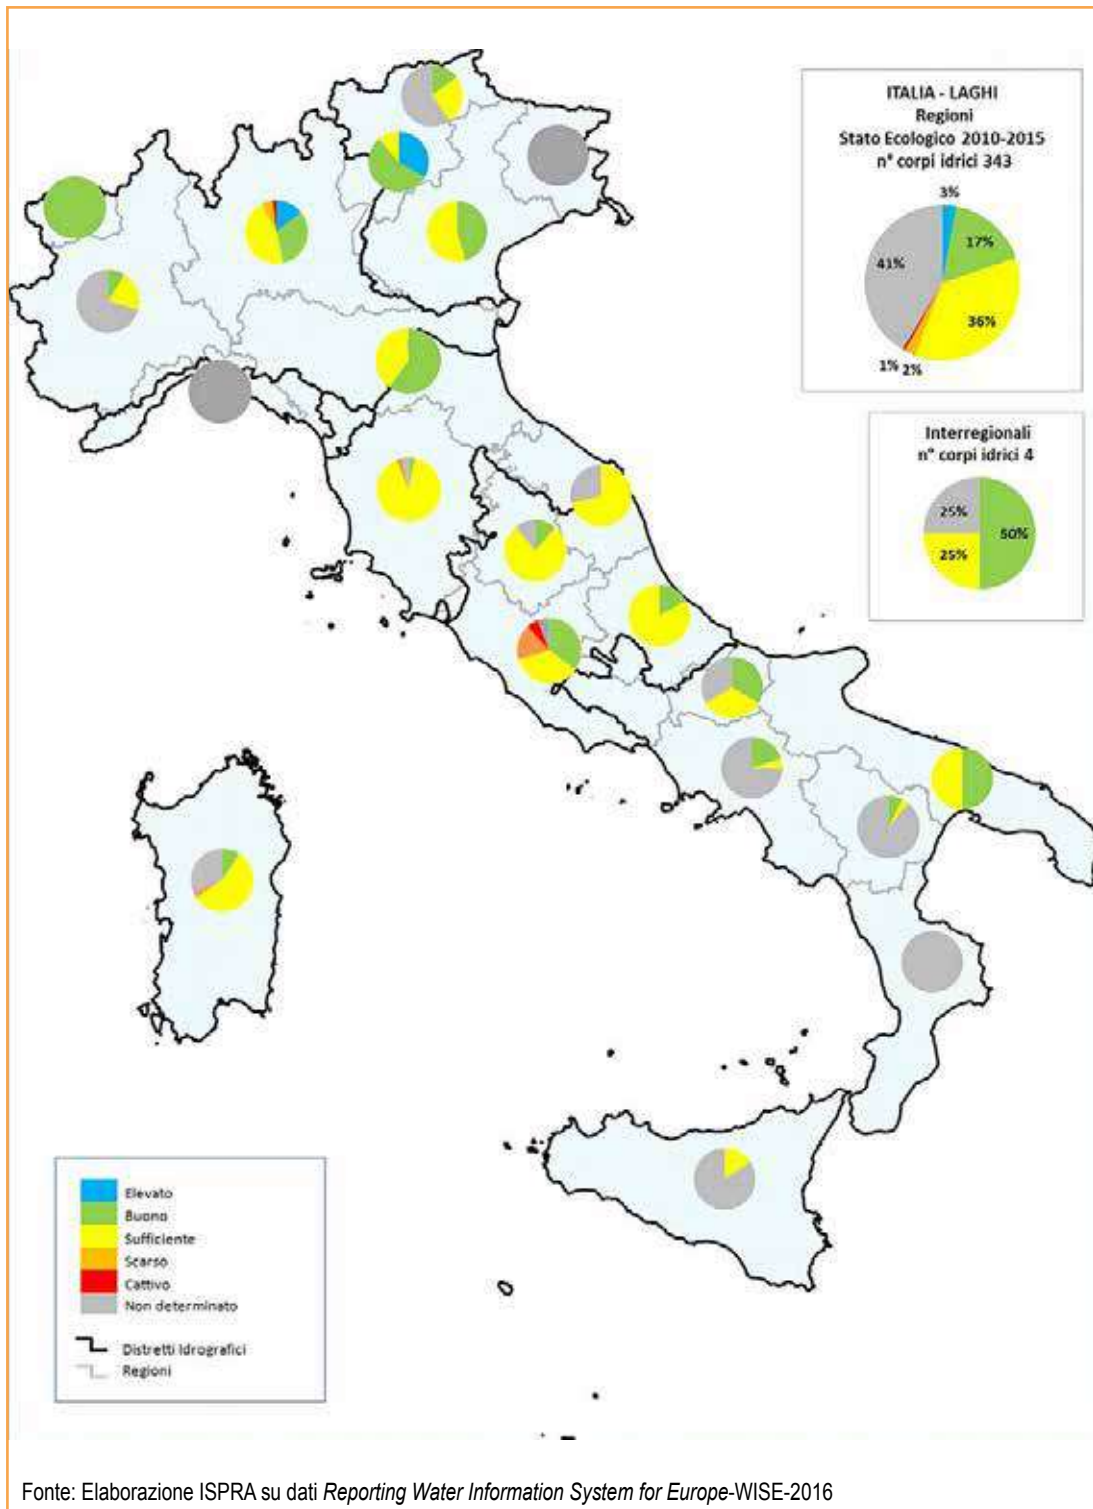 ITALIA - LAGHI
Regioni
Stato Ecologico 2010-2015
n° corpi idrici 343
3%
17%
41%
36%
1%
2%
Interregionali
n° corpi idrici 4
25%
50%
25%
Elevato
Buono
Sufficiente
Scarso
Cattivo
Non determinato
Distretti Idrografici
Regioni
Fonte: Elaborazione ISPRA su dati Reporting Water Information System for Europe-WISE-2016